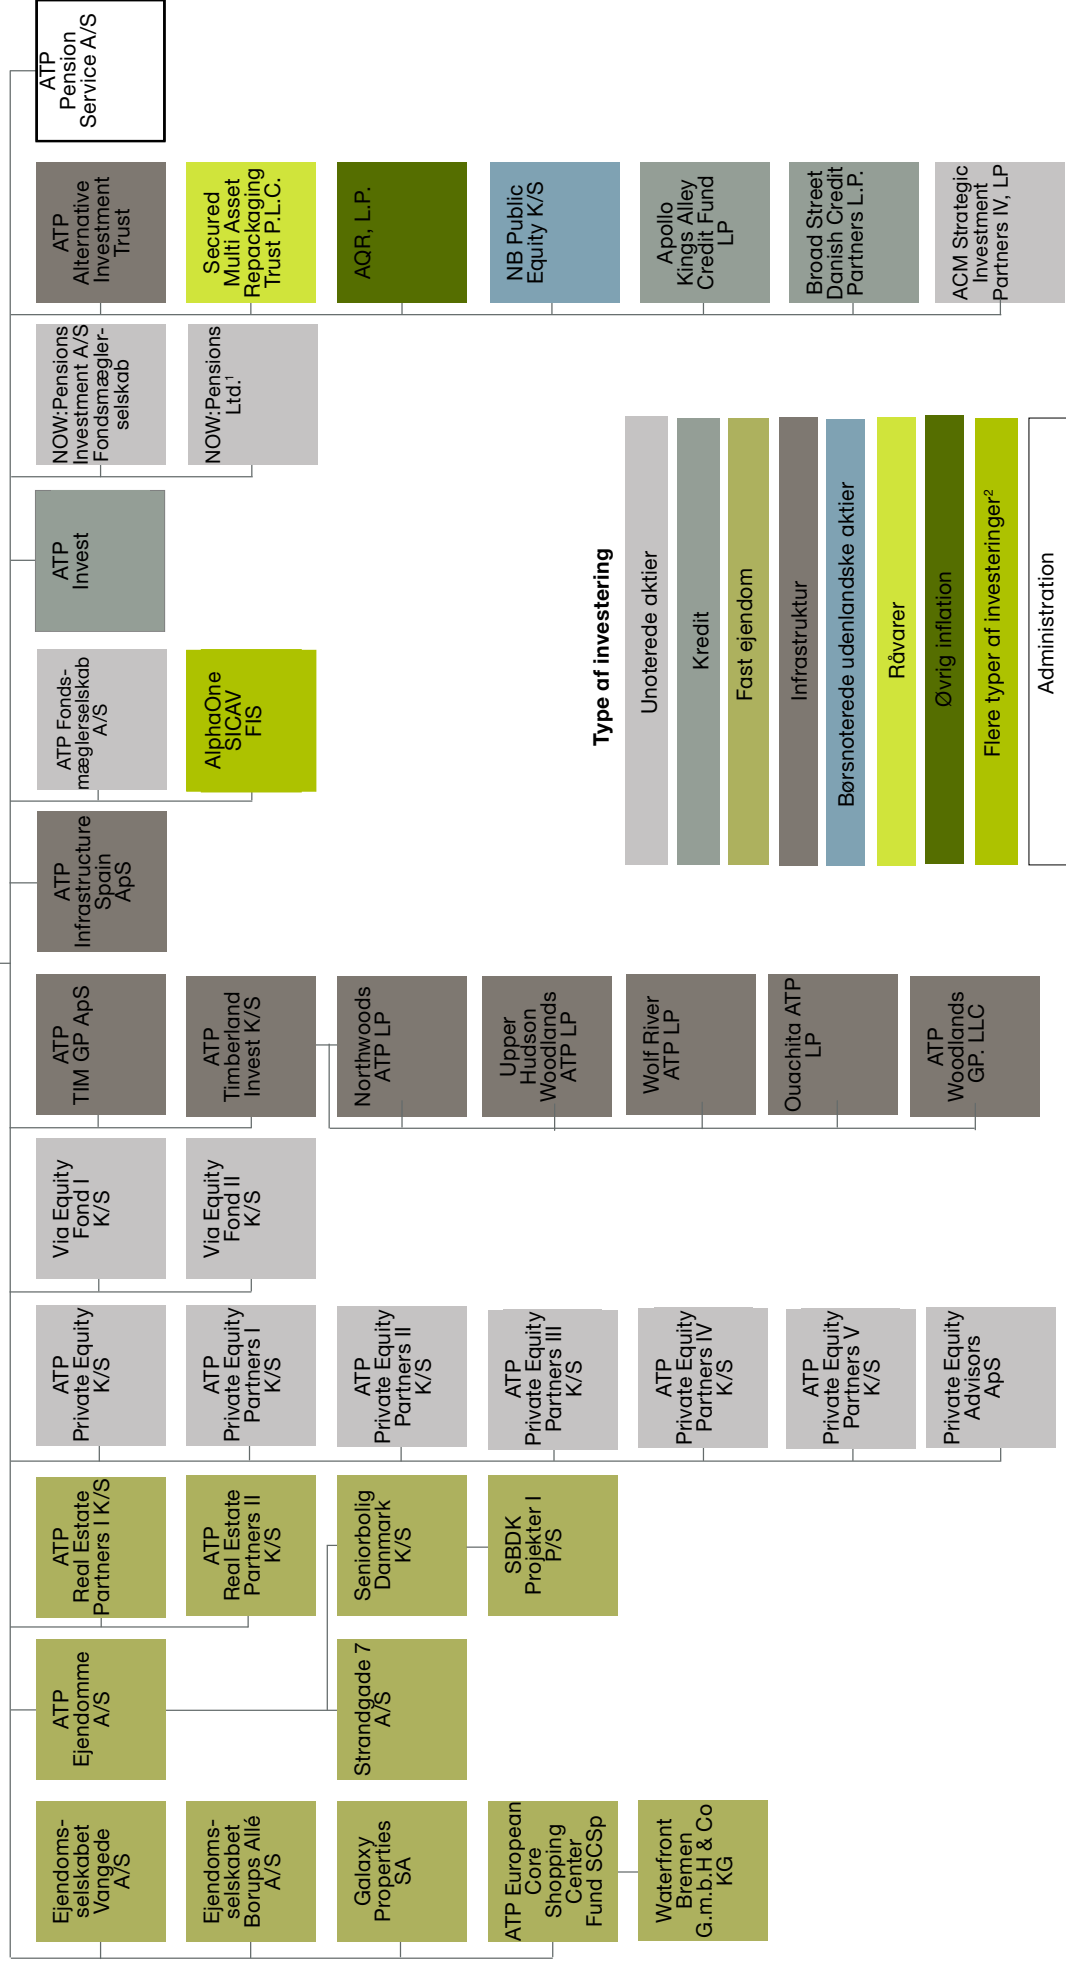 Ejendoms-
selskabet
Vangede
A/S
Ejendoms-
selskabet
Borups Allé
A/S
Galaxy
Properties
SA
ATP European
Core
Shopping
Center
Fund SCSp
Waterfront
Bremen
G.m.b.H & Co
KG
ATP
Ejendomme
A/S
Strandgade 7
A/S
ATP
Real Estate
Partners I K/S
ATP
Real Estate
Partners II
K/S
Seniorbolig
Danmark
K/S
SBDK
Projekter I
P/S
ATP
Private Equity
K/S
ATP
Private Equity
Partners I
K/S
ATP
Private Equity
Partners II
K/S
ATP
Private Equity
Partners III
K/S
ATP
Private Equity
Partners IV
K/S
ATP
Private Equity
Partners V
K/S
Private Equity
Advisors
ApS
Via Equity
Fond I
K/S
Via Equity
Fond II
K/S
ATP
TIM GP ApS
ATP
Timberland
Invest K/S
Northwoods
ATP LP
Upper
Hudson
Woodlands
ATP LP
Wolf River
ATP LP
Ouachita ATP
LP
ATP
Woodlands
GP. LLC
ATP
Infrastructure
Spain
ApS
ATP Fonds-
mæglerselskab
A/S
AlphaOne
SICAV
FIS
ATP
Invest
NOW:Pensions
Investment A/S
Fondsmægler-
selskab
NOW:Pensions
Ltd.¹
ATP
Alternative
Investment
Trust
Secured
Multi Asset
Repackaging
Trust P.L.C.
AQR, L.P.
NB Public
Equity K/S
Apollo
Kings Alley
Credit Fund
LP
Broad Street
Danish Credit
Partners L.P.
ACM Strategic
Investment
Partners IV, LP
ATP
Pension
Service A/S
Type af investering
Unoterede aktier
Kredit
Fast ejendom
Infrastruktur
Børsnoterede udenlandske aktier
Råvarer
Øvrig inflation
Flere typer af investeringer²
Administration